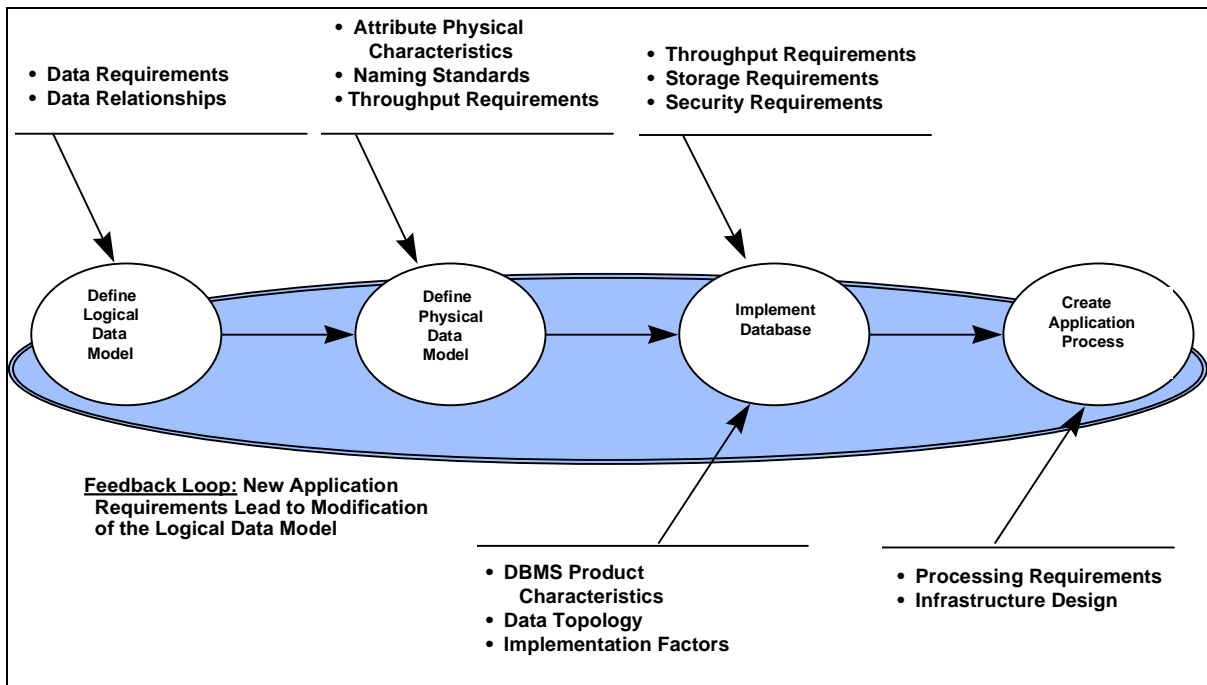 • Data Requirements
• Data Relationships
• Attribute Physical
Characteristics
• Naming Standards
• Throughput Requirements
• Throughput Requirements
• Storage Requirements
• Security Requirements
Define
Logical
Data
Model
Define
Physical
Data
Model
Implement
Database
Create
Application
Process
Feedback Loop: New Application
Requirements Lead to Modification
of the Logical Data Model
• DBMS Product
Characteristics
• Data Topology
• Implementation Factors
• Processing Requirements
• Infrastructure Design